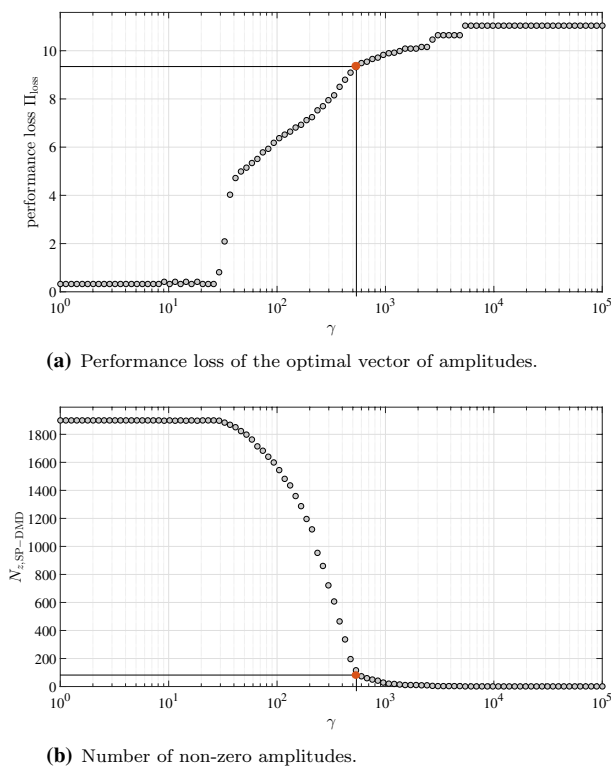 10
8
6
4
2
0
performance loss Π_loss
10^0 10^1 10^2 10^3 10^4 10^5
γ
(a) Performance loss of the optimal vector of amplitudes.
1800
1600
1400
1200
1000
800
600
400
200
0
N_{z,SP−DMD}
10^0 10^1 10^2 10^3 10^4 10^5
γ
(b) Number of non-zero amplitudes.